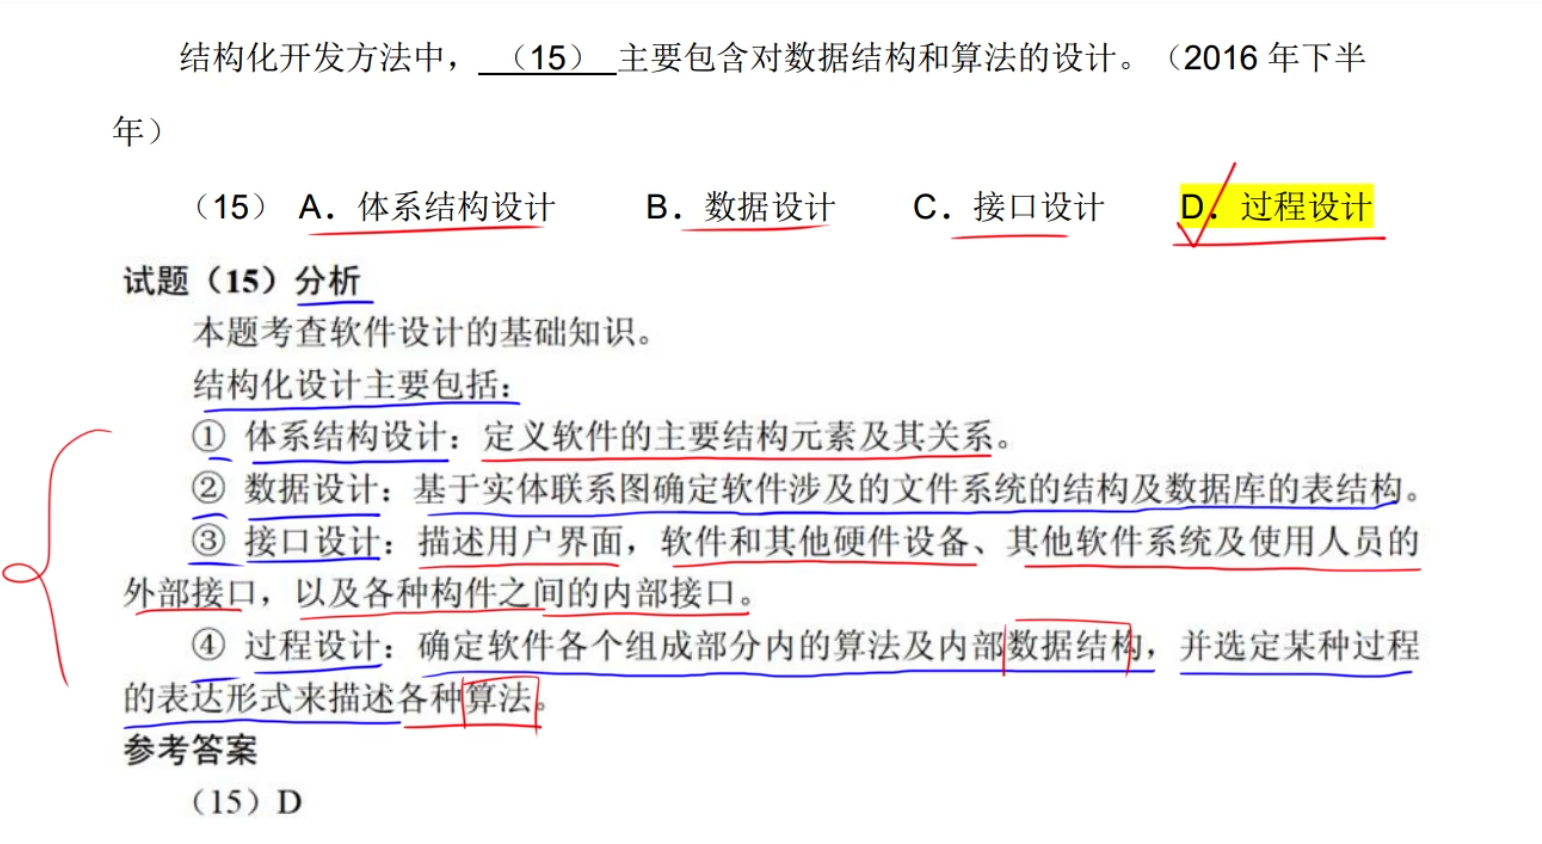 结构化开发方法中，（15）主要包含对数据结构和算法的设计。（2016 年下半
年）
（15） A．体系结构设计 B．数据设计 C．接口设计 D．过程设计
试题（15）分析
本题考查软件设计的基础知识。
结构化设计主要包括：
① 体系结构设计：定义软件的主要结构元素及其关系。
② 数据设计：基于实体联系图确定软件涉及的文件系统的结构及数据库的表结构。
③ 接口设计：描述用户界面，软件和其他硬件设备、其他软件系统及使用人员的
外部接口，以及各种构件之间的内部接口。
④ 过程设计：确定软件各个组成部分内的算法及内部数据结构，并选定某种过程
的表达形式来描述各种算法。
参考答案
（15）D